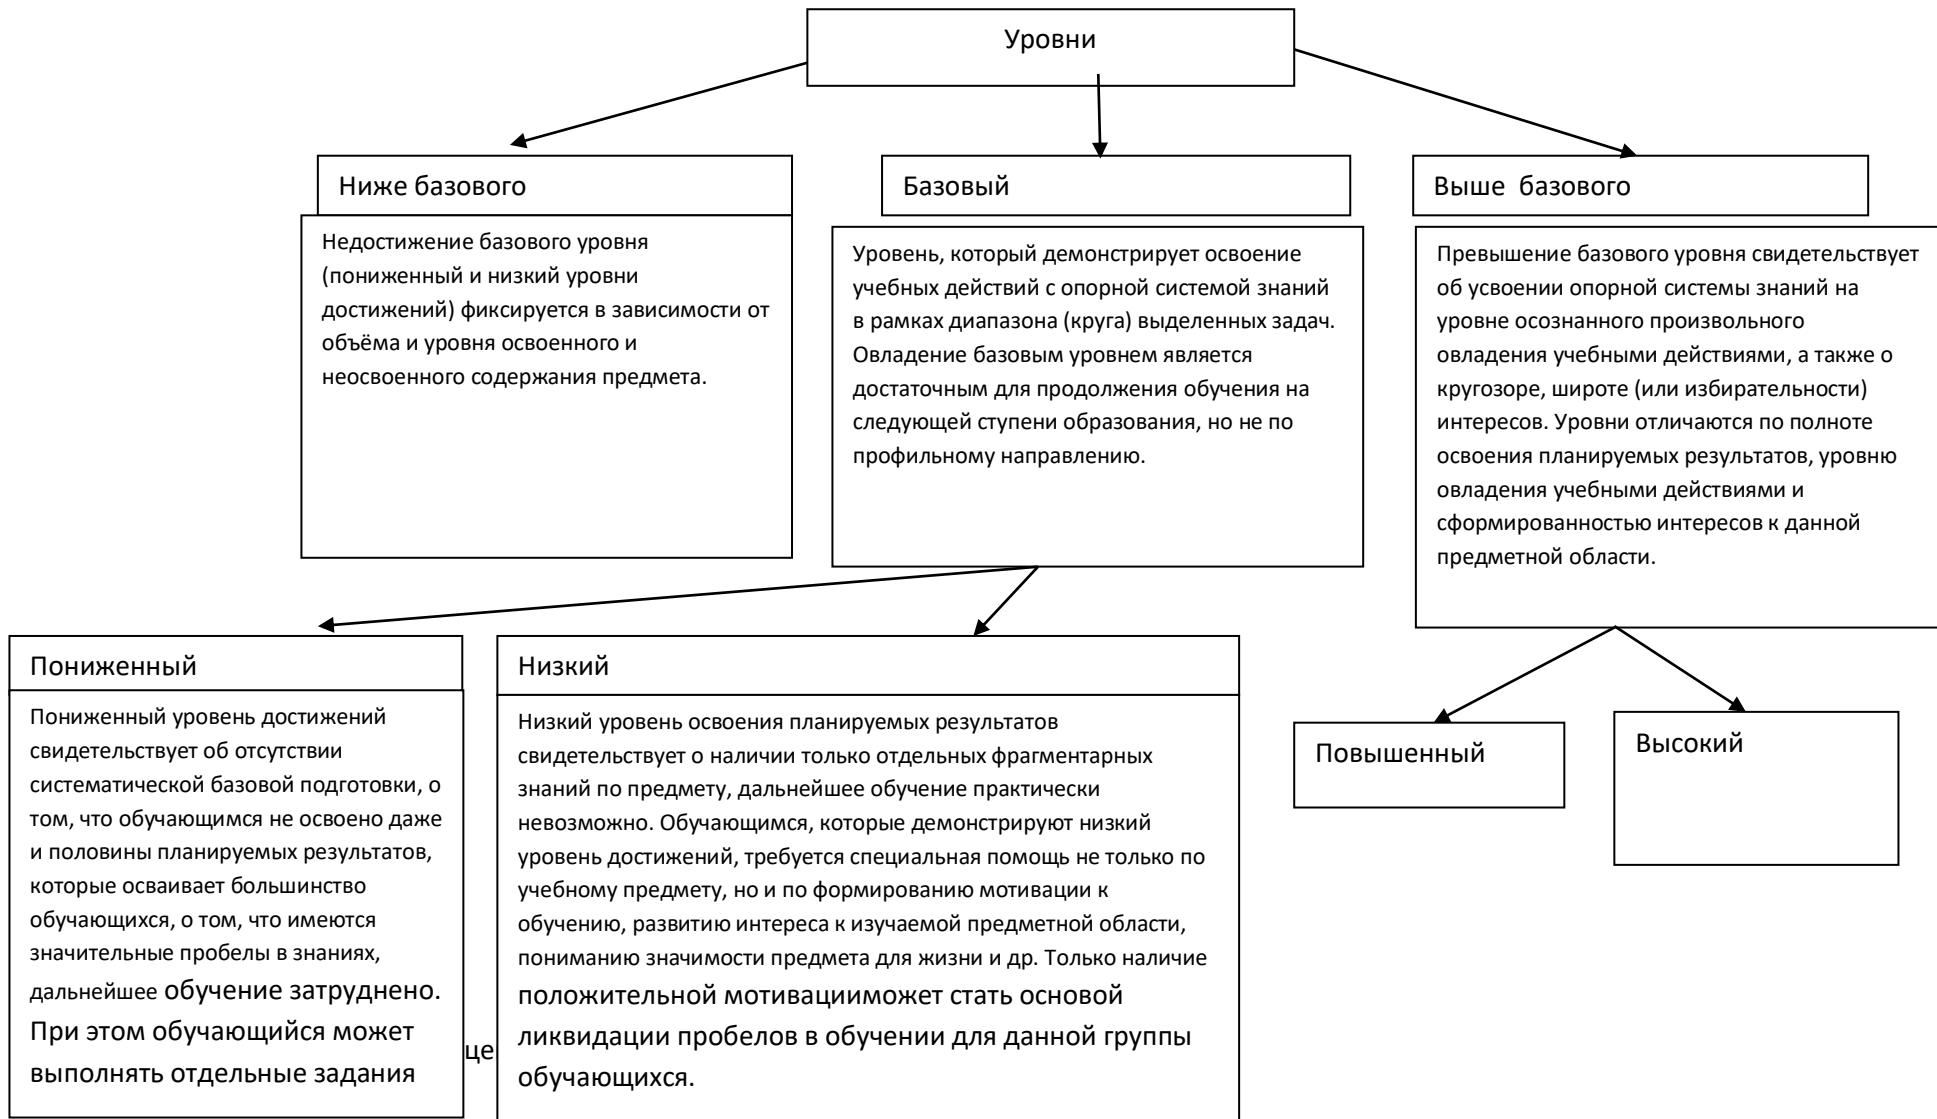 Уровни
Ниже базового
Базовый
Выше базового
Недостижение базового уровня
(пониженный и низкий уровни
достижений) фиксируется в зависимости от
объёма и уровня освоенного и
неосвоенного содержания предмета.
Уровень, который демонстрирует освоение
учебных действий с опорной системой знаний
в рамках диапазона (круга) выделенных задач.
Овладение базовым уровнем является
достаточным для продолжения обучения на
следующей ступени образования, но не по
профильному направлению.
Превышение базового уровня свидетельствует
об усвоении опорной системы знаний на
уровне осознанного произвольного
овладения учебными действиями, а также о
кругозоре, широте (или избирательности)
интересов. Уровни отличаются по полноте
освоения планируемых результатов, уровню
овладения учебными действиями и
сформированностью интересов к данной
предметной области.
Пониженный
Пониженный уровень достижений
свидетельствует об отсутствии
систематической базовой подготовки, о
том, что обучающимся не освоено даже
и половины планируемых результатов,
которые осваивает большинство
обучающихся, о том, что имеются
значительные пробелы в знаниях,
дальнейшее обучение затруднено.
При этом обучающийся может
выполнять отдельные задания
це
Низкий
Низкий уровень освоения планируемых результатов
свидетельствует о наличии только отдельных фрагментарных
знаний по предмету, дальнейшее обучение практически
невозможно. Обучающимся, которые демонстрируют низкий
уровень достижений, требуется специальная помощь не только по
учебному предмету, но и по формированию мотивации к
обучению, развитию интереса к изучаемой предметной области,
пониманию значимости предмета для жизни и др. Только наличие
положительной мотивацииможет стать основой
ликвидации пробелов в обучении для данной группы
обучающихся.
Повышенный
Высокий